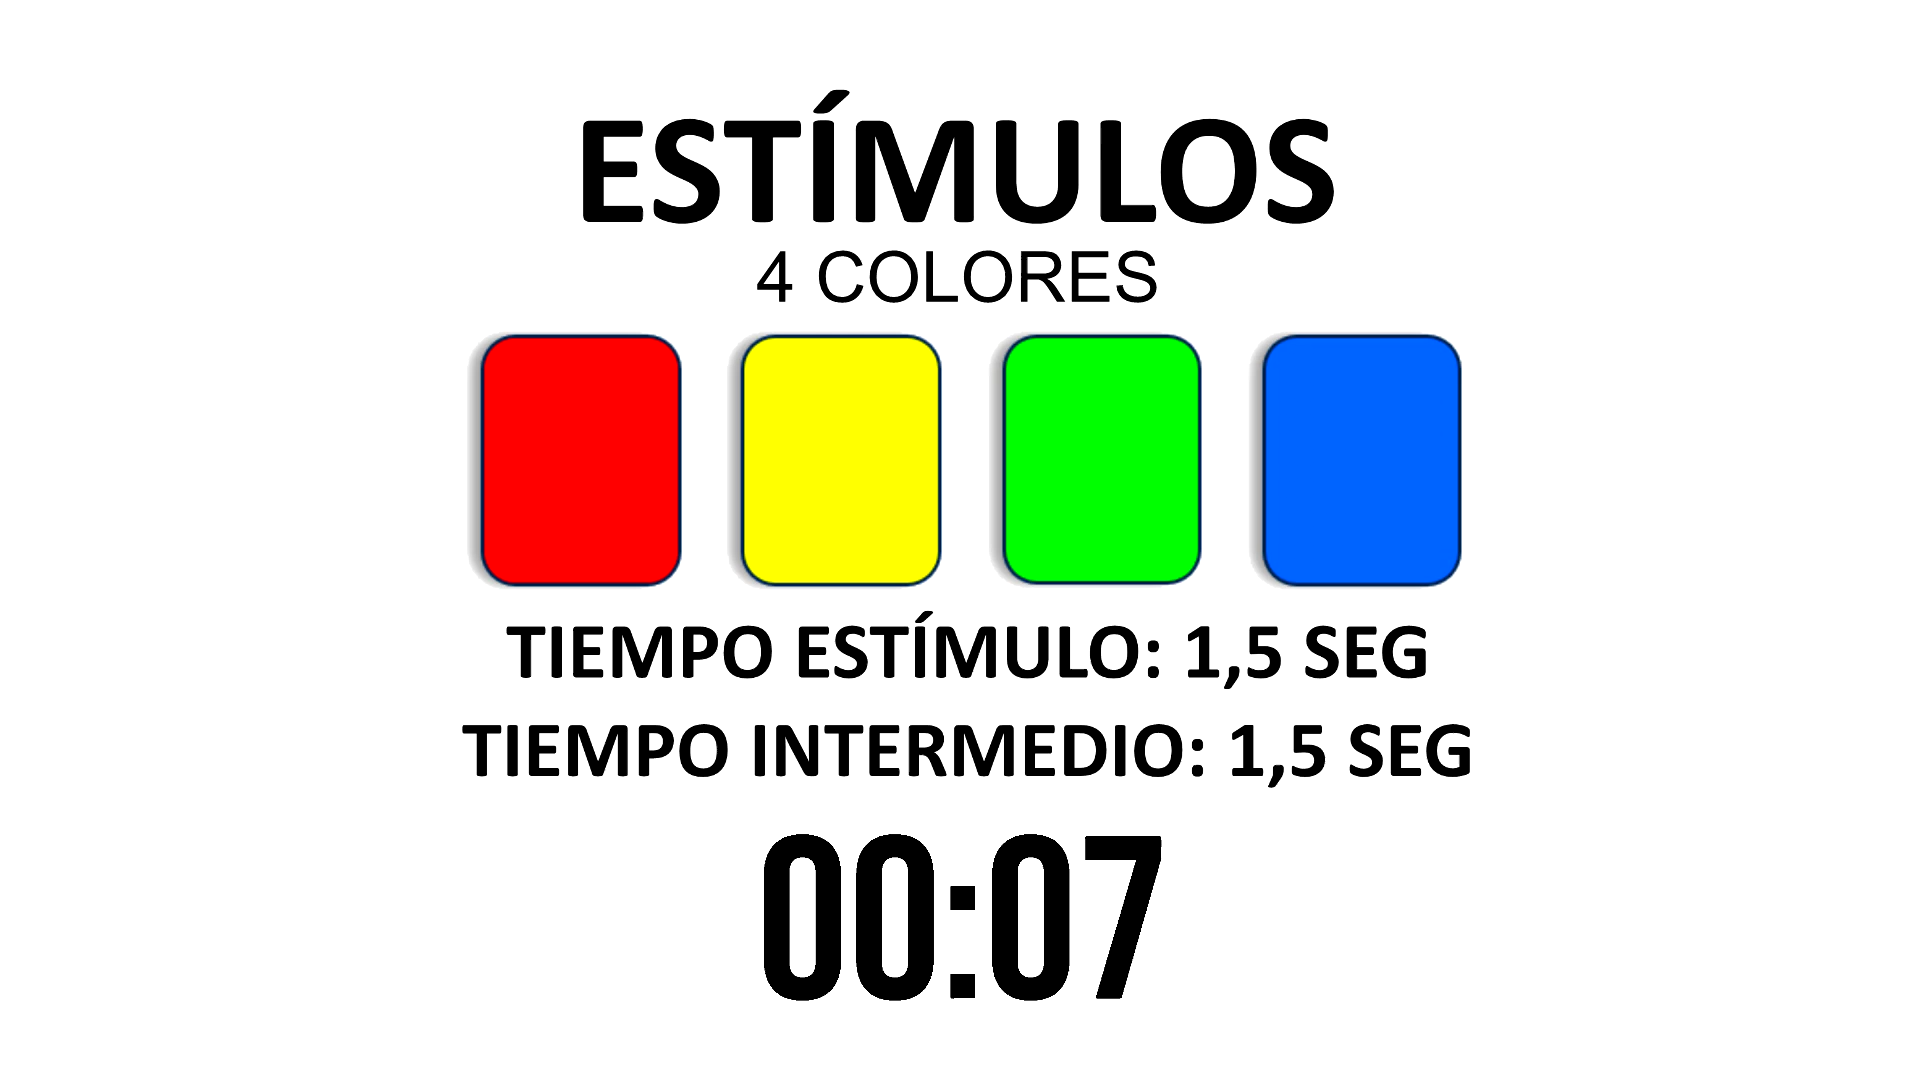 ESTÍMULOS
4 COLORES
TIEMPO ESTÍMULO: 1,5 SEG
TIEMPO INTERMEDIO: 1,5 SEG
00:07